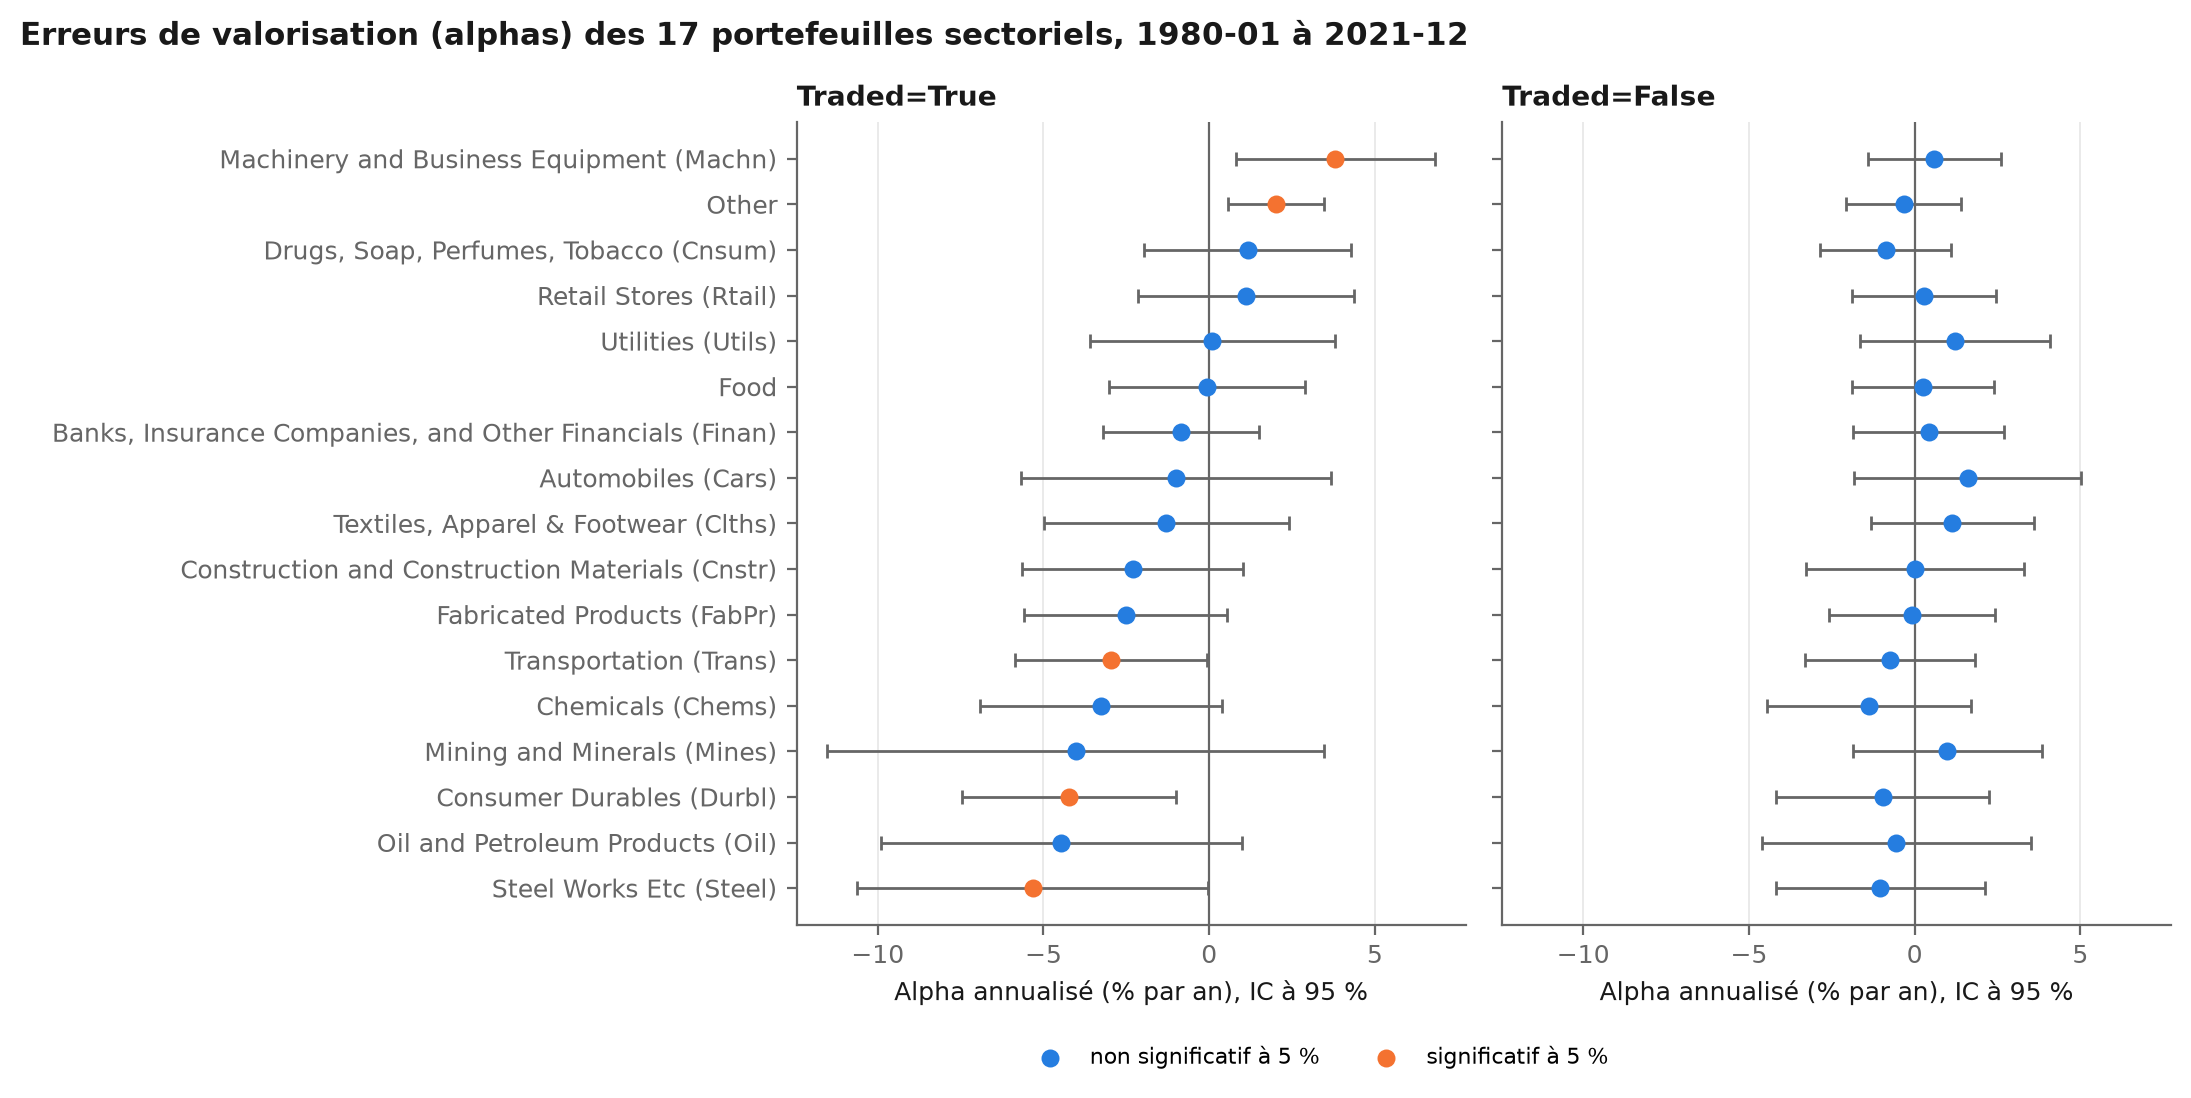 Erreurs de valorisation (alphas) des 17 portefeuilles sectoriels, 1980-01 à 2021-12
Traded=True
Traded=False
Machinery and Business Equipment (Machn)
Other
Drugs, Soap, Perfumes, Tobacco (Cnsum)
Retail Stores (Rtail)
Utilities (Utils)
Food
Banks, Insurance Companies, and Other Financials (Finan)
Automobiles (Cars)
Textiles, Apparel & Footwear (Clths)
Construction and Construction Materials (Cnstr)
Fabricated Products (FabPr)
Transportation (Trans)
Chemicals (Chems)
Mining and Minerals (Mines)
Consumer Durables (Durbl)
Oil and Petroleum Products (Oil)
Steel Works Etc (Steel)
−10 −5 0 5
−10 −5 0 5
Alpha annualisé (% par an), IC à 95 %
Alpha annualisé (% par an), IC à 95 %
non significatif à 5 %
significatif à 5 %